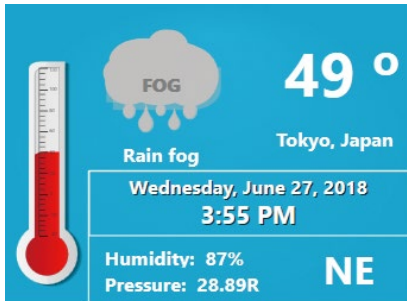 FOG
49 °
Rain fog
Tokyo, Japan
Wednesday, June 27, 2018
3:55 PM
Humidity: 87%
Pressure: 28.89R
NE